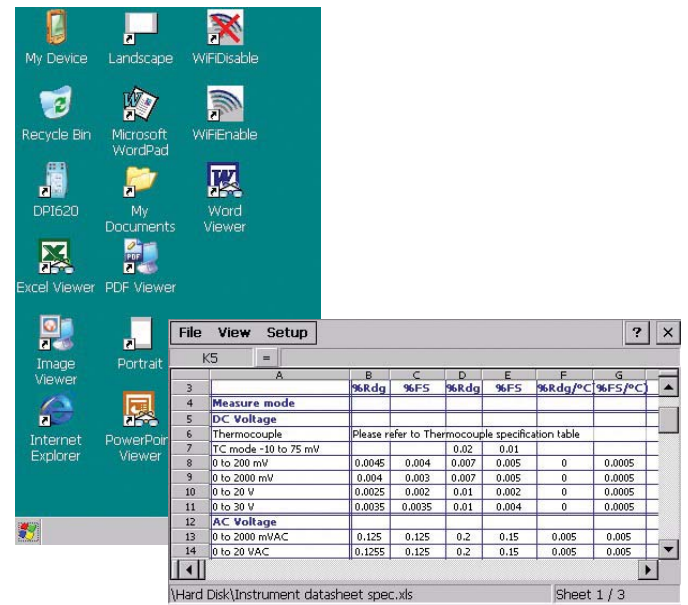 My Device Landscape WiFiDisable
Recycle Bin Microsoft WordPad WiFiEnable
DPI620 My Documents Word Viewer
Excel Viewer PDF Viewer
Image Viewer Portrait
Internet Explorer PowerPoir Viewer
File View Setup ? ×
K5 =
A B C D E F G
3 %Rdg %FS %Rdg %FS %Rdg/°C %FS/°C)
4 Measure mode
5 DC Voltage
6 Thermocouple Please refer to Thermocouple specification table
7 TC mode -10 to 75 mV 0.02 0.01
8 0 to 200 mV 0.0045 0.004 0.007 0.005 0 0.0005
9 0 to 2000 mV 0.004 0.003 0.007 0.005 0 0.0005
10 0 to 20 V 0.0025 0.002 0.01 0.002 0 0.0005
11 0 to 30 V 0.0035 0.0035 0.01 0.004 0 0.0005
12 AC Voltage
13 0 to 2000 mVAC 0.125 0.125 0.2 0.15 0.005 0.005
14 0 to 20 VAC 0.1255 0.125 0.2 0.15 0.005 0.005
\Hard Disk\Instrument datasheet spec.xls Sheet 1 / 3